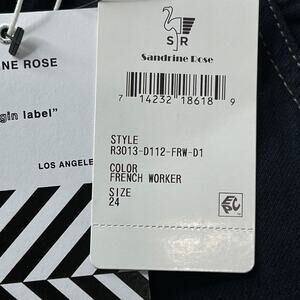 S R
Sandrine Rose
7 14232 18618 9
STYLE
R3013-D112-FRW-D1
COLOR
FRENCH WORKER
SIZE
24
RINE ROSE
gin label"
LOS ANGELE